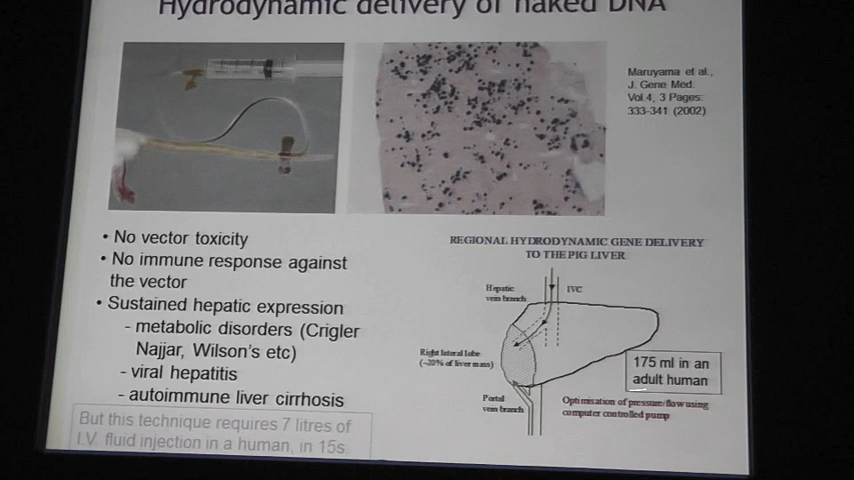 Hydrodynamic delivery of naked DNA
Maruyama et al.,
J. Gene Med.
Vol.4, 3 Pages:
333-341 (2002)
• No vector toxicity
• No immune response against
the vector
• Sustained hepatic expression
- metabolic disorders (Crigler
Najjar, Wilson's etc)
- viral hepatitis
- autoimmune liver cirrhosis
But this technique requires 7 litres of
I.V. fluid injection in a human, in 15s.
REGIONAL HYDRODYNAMIC GENE DELIVERY
TO THE PIG LIVER
Hepatic
vein branch
IVC
Right lateral lobe
(~20% of liver mass)
175 ml in an
adult human
Portal
vein branch
Optimisation of pressure/flow using
computer controlled pump